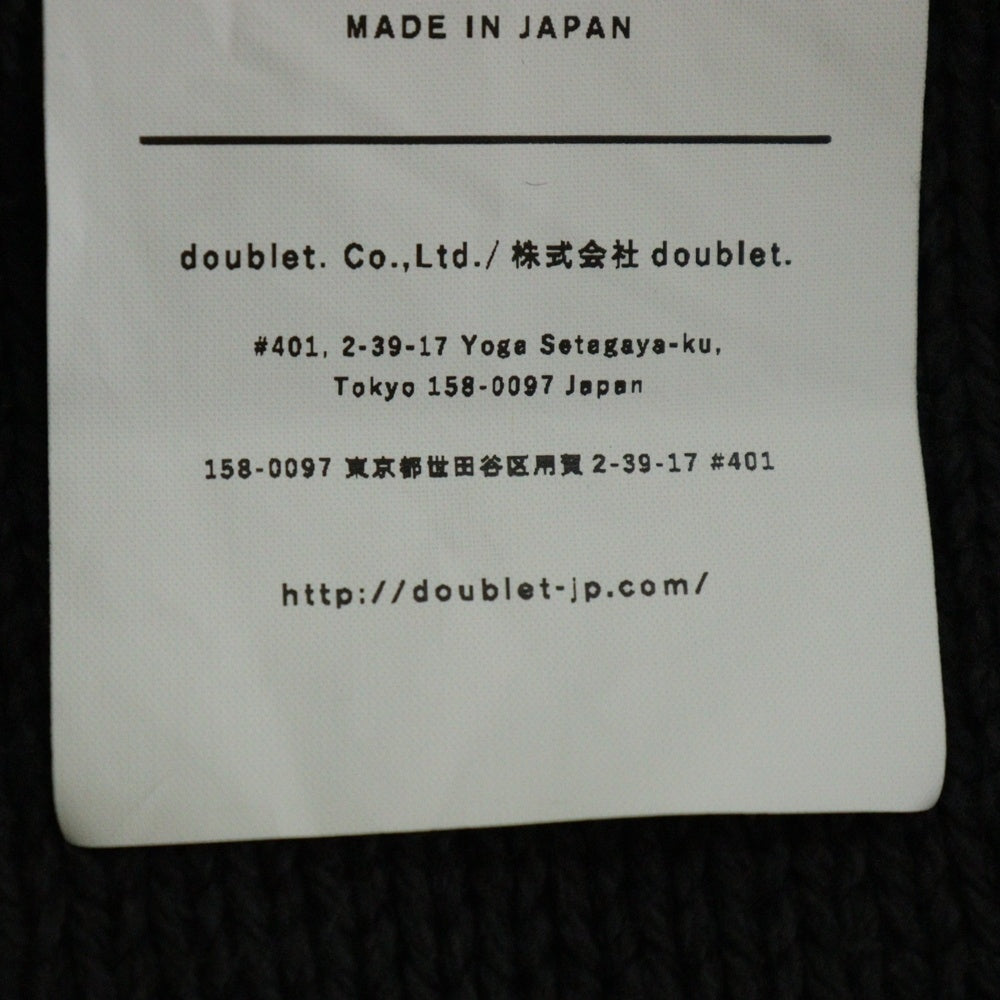 MADE IN JAPAN
doublet. Co.,Ltd./ 株式会社 doublet.
#401, 2-39-17 Yoga Setagaya-ku,
Tokyo 158-0097 Japan
158-0097 東京都世田谷区用賀 2-39-17 #401
http://doublet-jp.com/